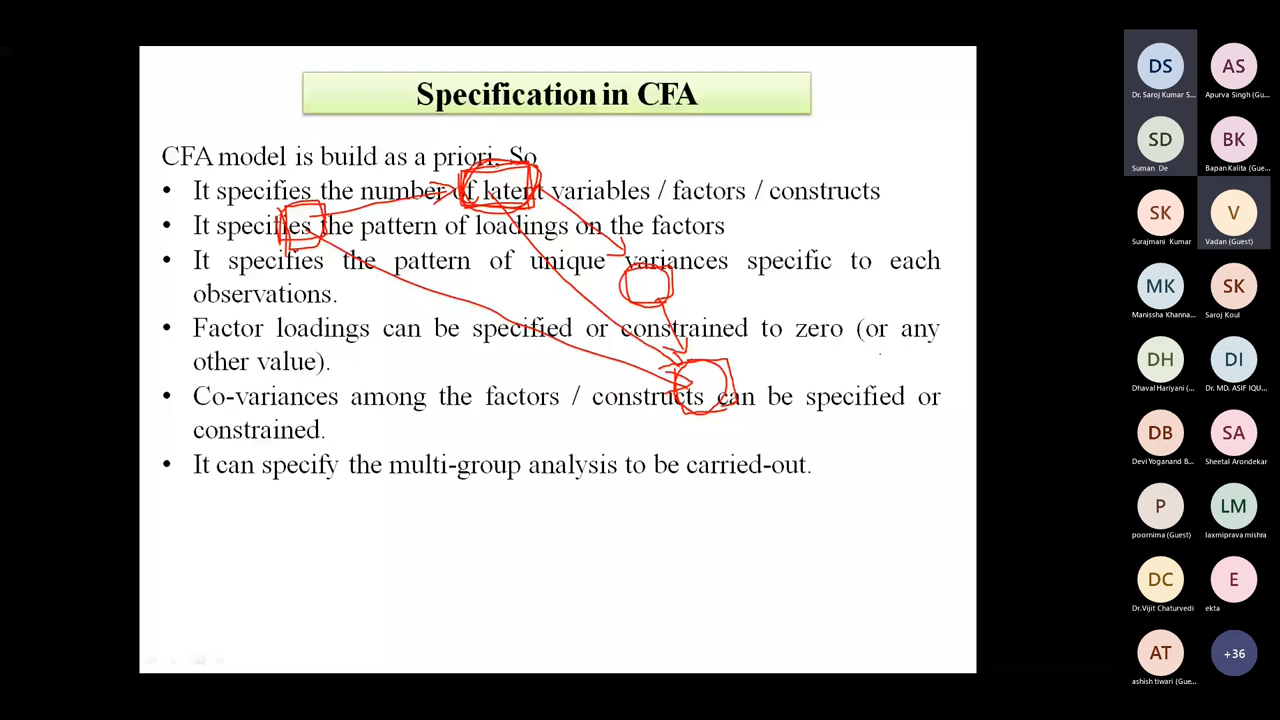 Specification in CFA
CFA model is build as a priori. So
• It specifies the number of latent variables / factors / constructs
• It specifies the pattern of loadings on the factors
• It specifies the pattern of unique variances specific to each
observations.
• Factor loadings can be specified or constrained to zero (or any
other value).
• Co-variances among the factors / constructs can be specified or
constrained.
• It can specify the multi-group analysis to be carried-out.
DS
Dr. Saroj Kumar S...
AS
Apurva Singh (Gu...
SD
Suman De
BK
Bapan Kalita (Gue...
SK
Surajmani Kumar
V
Vadan (Guest)
MK
Manissha Khanna...
SK
Saroj Koul
DH
Dhaval Hariyani (...
DI
Dr. MD. ASIF IQU...
DB
Devi Yoganand B...
SA
Sheetal Arondekar
P
poornima (Guest)
LM
laxmiprava mishra
DC
Dr.Vijit Chaturvedi
E
ekta
AT
ashish tiwari (Gue...
+36